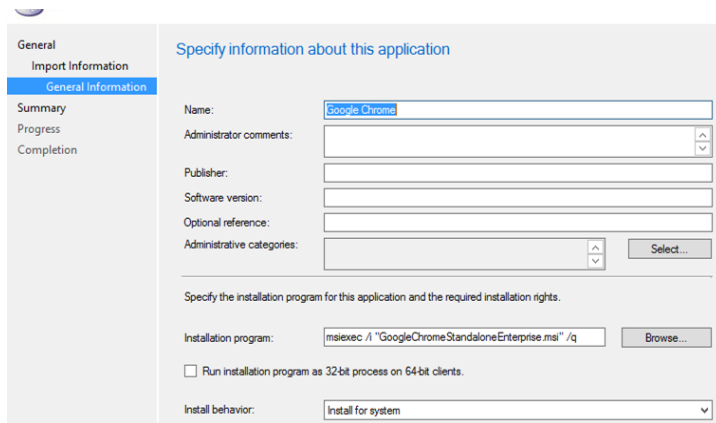 General
Import Information
General Information
Summary
Progress
Completion
Specify information about this application
Name: Google Chrome
Administrator comments:
Publisher:
Software version:
Optional reference:
Administrative categories: Select...
Specify the installation program for this application and the required installation rights.
Installation program: msiexec /i "GoogleChromeStandaloneEnterprise.msi" /q Browse...
Run installation program as 32-bit process on 64-bit clients.
Install behavior: Install for system